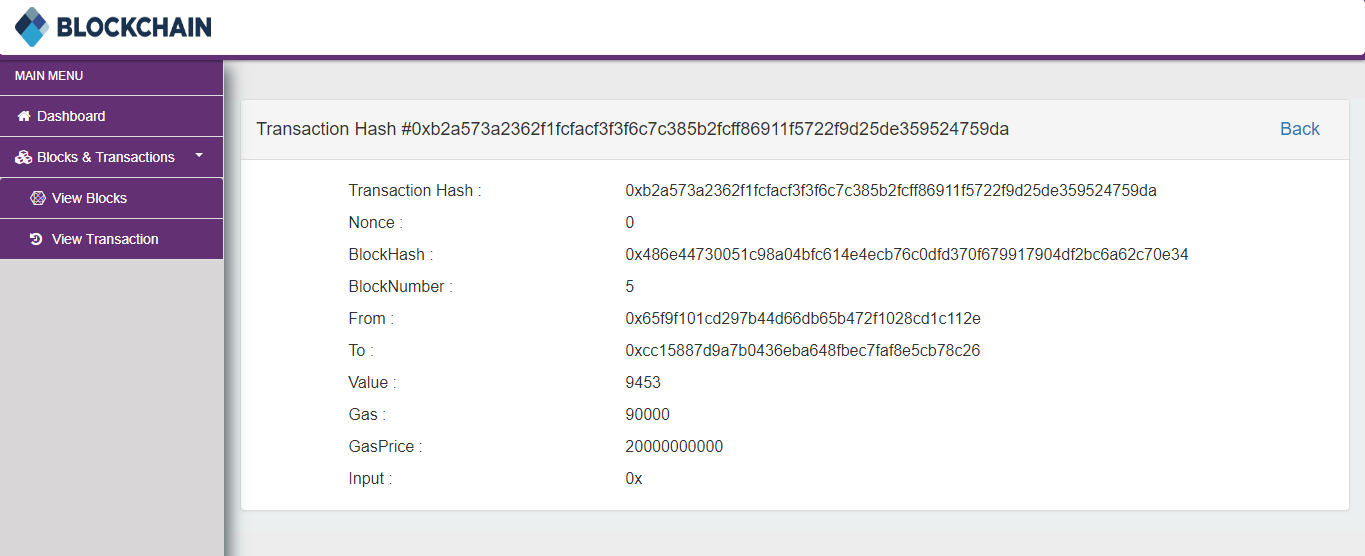 BLOCKCHAIN
MAIN MENU
Dashboard
Blocks & Transactions
View Blocks
View Transaction
Transaction Hash #0xb2a573a2362f1fcfacf3f3f6c7c385b2fcff86911f5722f9d25de359524759da
Back
Transaction Hash : 0xb2a573a2362f1fcfacf3f3f6c7c385b2fcff86911f5722f9d25de359524759da
Nonce : 0
BlockHash : 0x486e44730051c98a04bfc614e4ecb76c0dfd370f679917904df2bc6a62c70e34
BlockNumber : 5
From : 0x65f9f101cd297b44d66db65b472f1028cd1c112e
To : 0xcc15887d9a7b0436eba648fbec7faf8e5cb78c26
Value : 9453
Gas : 90000
GasPrice : 20000000000
Input : 0x